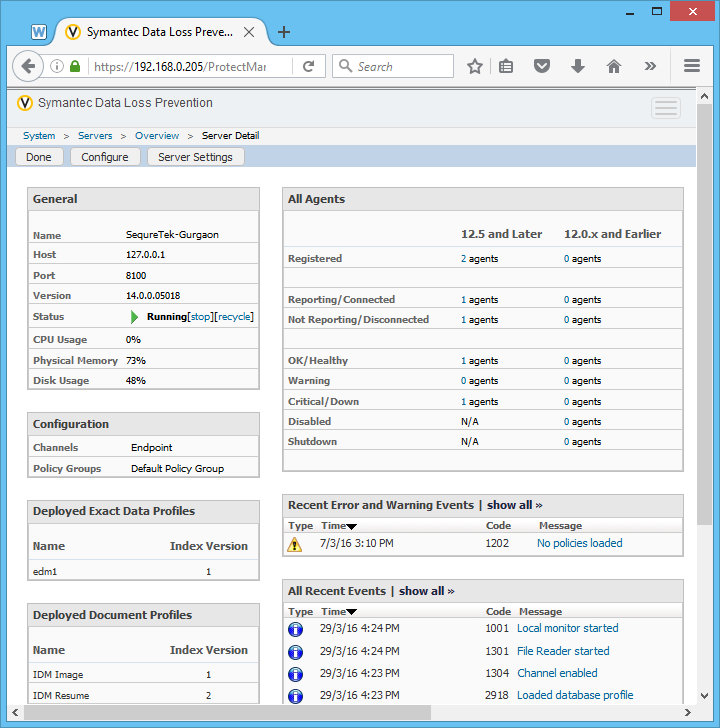 Symantec Data Loss Preve...
https://192.168.0.205/ProtectMar
Search
Symantec Data Loss Prevention
System > Servers > Overview > Server Detail
Done Configure Server Settings
General
Name SequreTek-Gurgaon
Host 127.0.0.1
Port 8100
Version 14.0.0.05018
Status Running[stop][recycle]
CPU Usage 0%
Physical Memory 73%
Disk Usage 48%
Configuration
Channels Endpoint
Policy Groups Default Policy Group
Deployed Exact Data Profiles
Name Index Version
edm1 1
Deployed Document Profiles
Name Index Version
IDM Image 1
IDM Resume 2
All Agents
12.5 and Later 12.0.x and Earlier
Registered 2 agents 0 agents
Reporting/Connected 1 agents 0 agents
Not Reporting/Disconnected 1 agents 0 agents
OK/Healthy 1 agents 0 agents
Warning 0 agents 0 agents
Critical/Down 1 agents 0 agents
Disabled N/A 0 agents
Shutdown N/A 0 agents
Recent Error and Warning Events | show all »
Type Time Code Message
7/3/16 3:10 PM 1202 No policies loaded
All Recent Events | show all »
Type Time Code Message
29/3/16 4:24 PM 1001 Local monitor started
29/3/16 4:24 PM 1301 File Reader started
29/3/16 4:23 PM 1304 Channel enabled
29/3/16 4:23 PM 2918 Loaded database profile